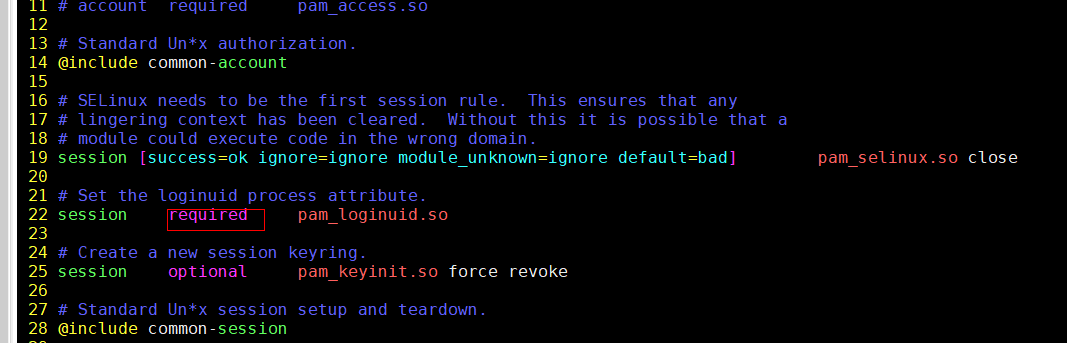 11 # account  required     pam_access.so
12
13 # Standard Un*x authorization.
14 @include common-account
15
16 # SELinux needs to be the first session rule.  This ensures that any
17 # lingering context has been cleared.  Without this it is possible that a
18 # module could execute code in the wrong domain.
19 session [success=ok ignore=ignore module_unknown=ignore default=bad]        pam_selinux.so close
20
21 # Set the loginuid process attribute.
22 session    required     pam_loginuid.so
23
24 # Create a new session keyring.
25 session    optional     pam_keyinit.so force revoke
26
27 # Standard Un*x session setup and teardown.
28 @include common-session